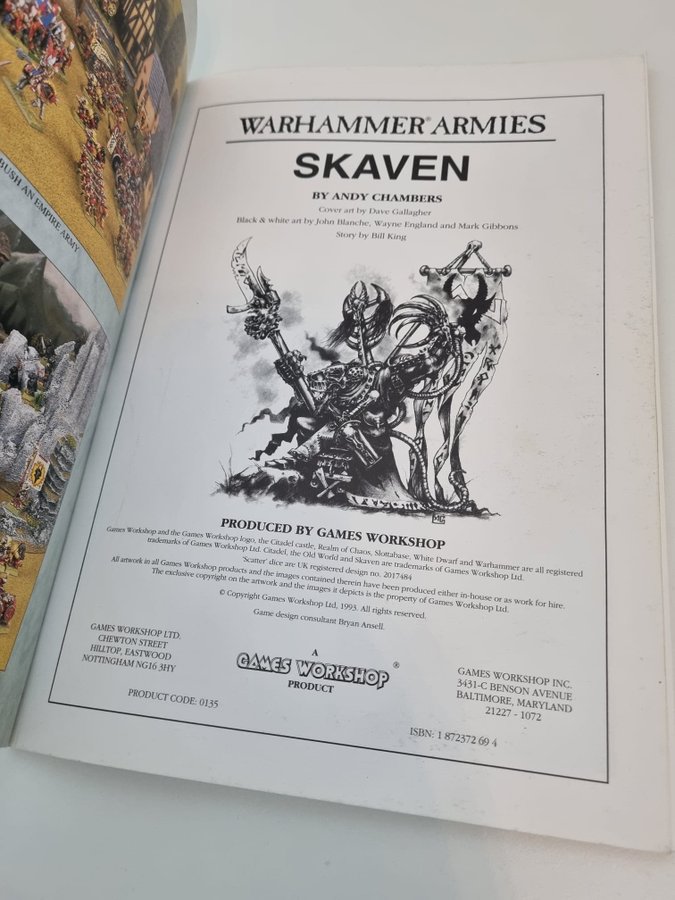 BUSH AN EMPIRE ARMY
WARHAMMER® ARMIES
SKAVEN
BY ANDY CHAMBERS
Cover art by Dave Gallagher
Black & white art by John Blanche, Wayne England and Mark Gibbons
Story by Bill King
MG
PRODUCED BY GAMES WORKSHOP
Games Workshop and the Games Workshop logo, the Citadel castle, Realm of Chaos, Slottabase, White Dwarf and Warhammer are all registered
trademarks of Games Workshop Ltd. Citadel, the Old World and Skaven are trademarks of Games Workshop Ltd.
'Scatter' dice are UK registered design no. 2017484
All artwork in all Games Workshop products and the images contained therein have been produced either in-house or as work for hire.
The exclusive copyright on the artwork and the images it depicts is the property of Games Workshop Ltd.
© Copyright Games Workshop Ltd, 1993. All rights reserved.
Game design consultant Bryan Ansell.
GAMES WORKSHOP LTD.
CHEWTON STREET
HILLTOP, EASTWOOD
NOTTINGHAM NG16 3HY
PRODUCT CODE: 0135
A
GAMES WORKSHOP®
PRODUCT
GAMES WORKSHOP INC.
3431-C BENSON AVENUE
BALTIMORE, MARYLAND
21227 - 1072
ISBN: 1 872372 69 4